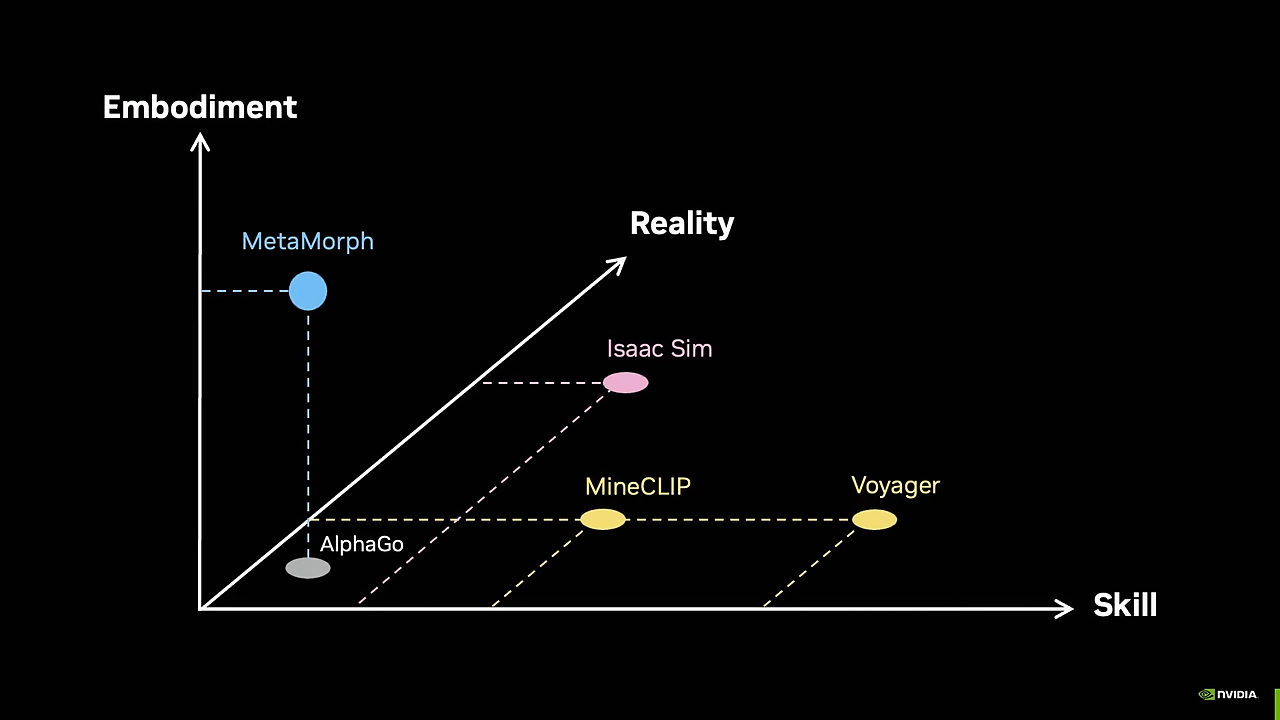 Embodiment
Reality
MetaMorph
Isaac Sim
MineCLIP
Voyager
AlphaGo
Skill
NVIDIA